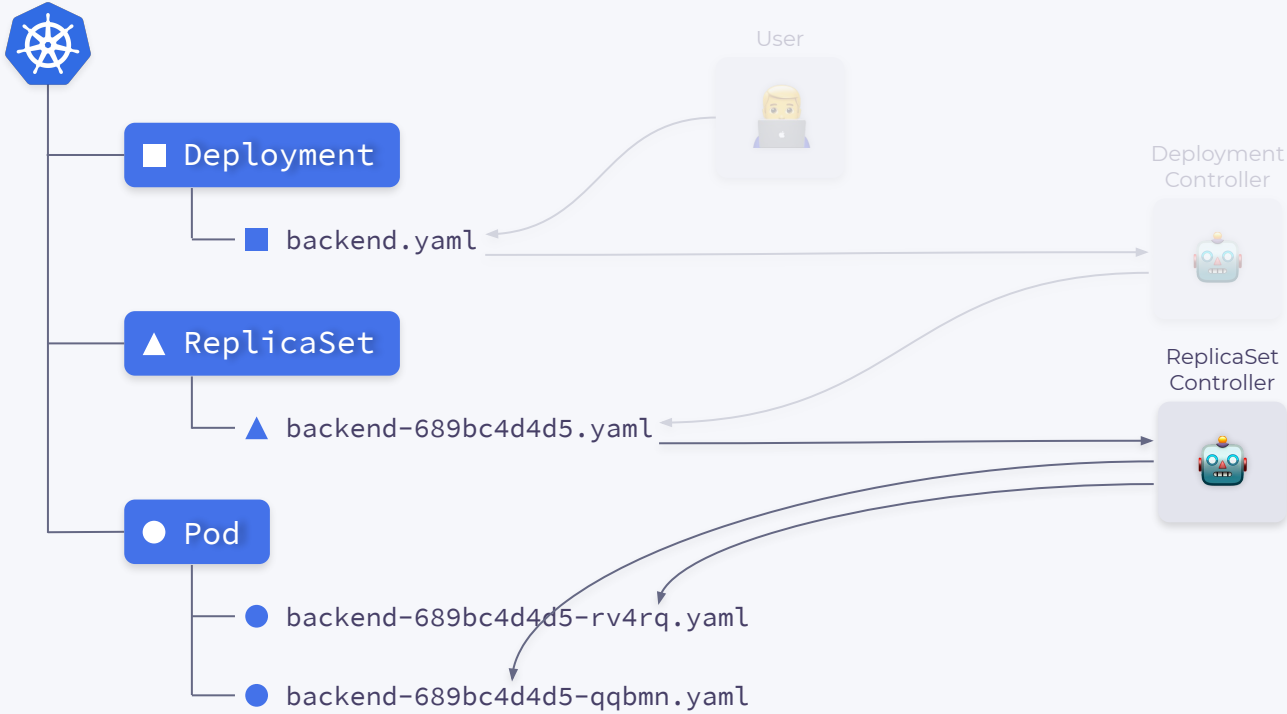 User
Deployment
Deployment
Controller
backend.yaml
ReplicaSet
ReplicaSet
Controller
backend-689bc4d4d5.yaml
Pod
backend-689bc4d4d5-rv4rq.yaml
backend-689bc4d4d5-qqbmn.yaml